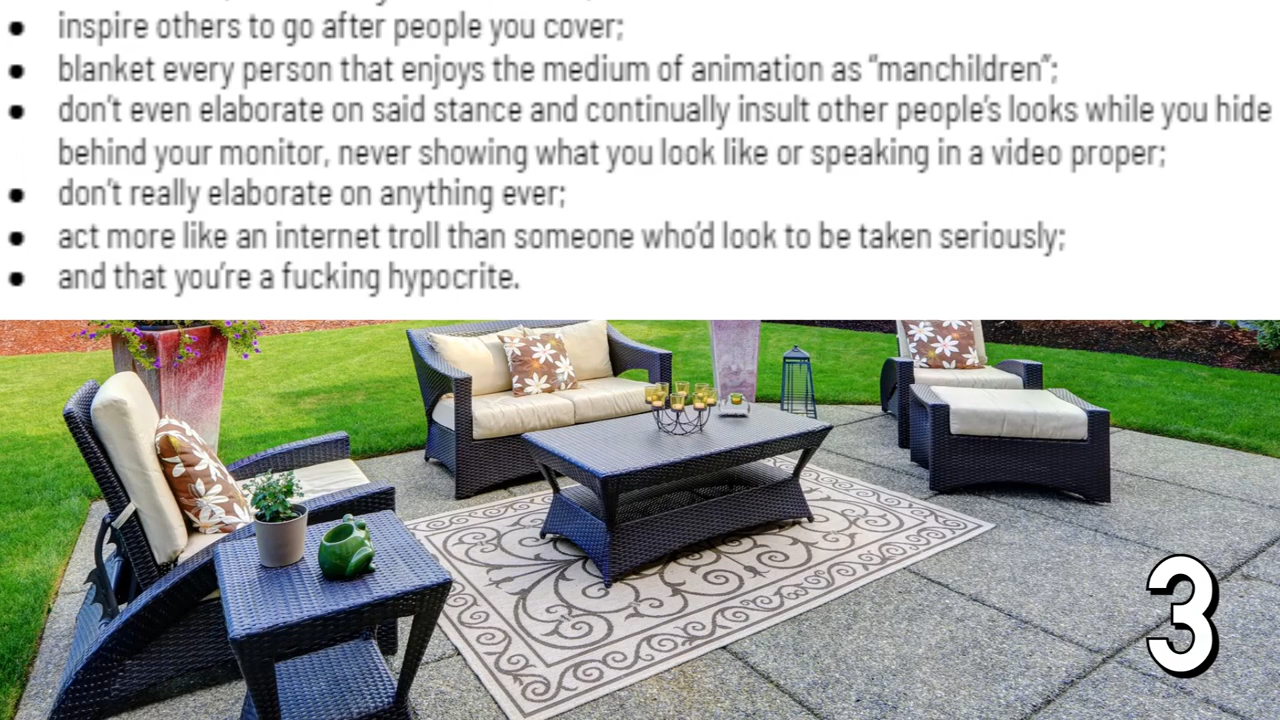 • inspire others to go after people you cover;
• blanket every person that enjoys the medium of animation as “manchildren”;
• don’t even elaborate on said stance and continually insult other people’s looks while you hide
behind your monitor, never showing what you look like or speaking in a video proper;
• don’t really elaborate on anything ever;
• act more like an internet troll than someone who’d look to be taken seriously;
• and that you’re a fucking hypocrite.
3